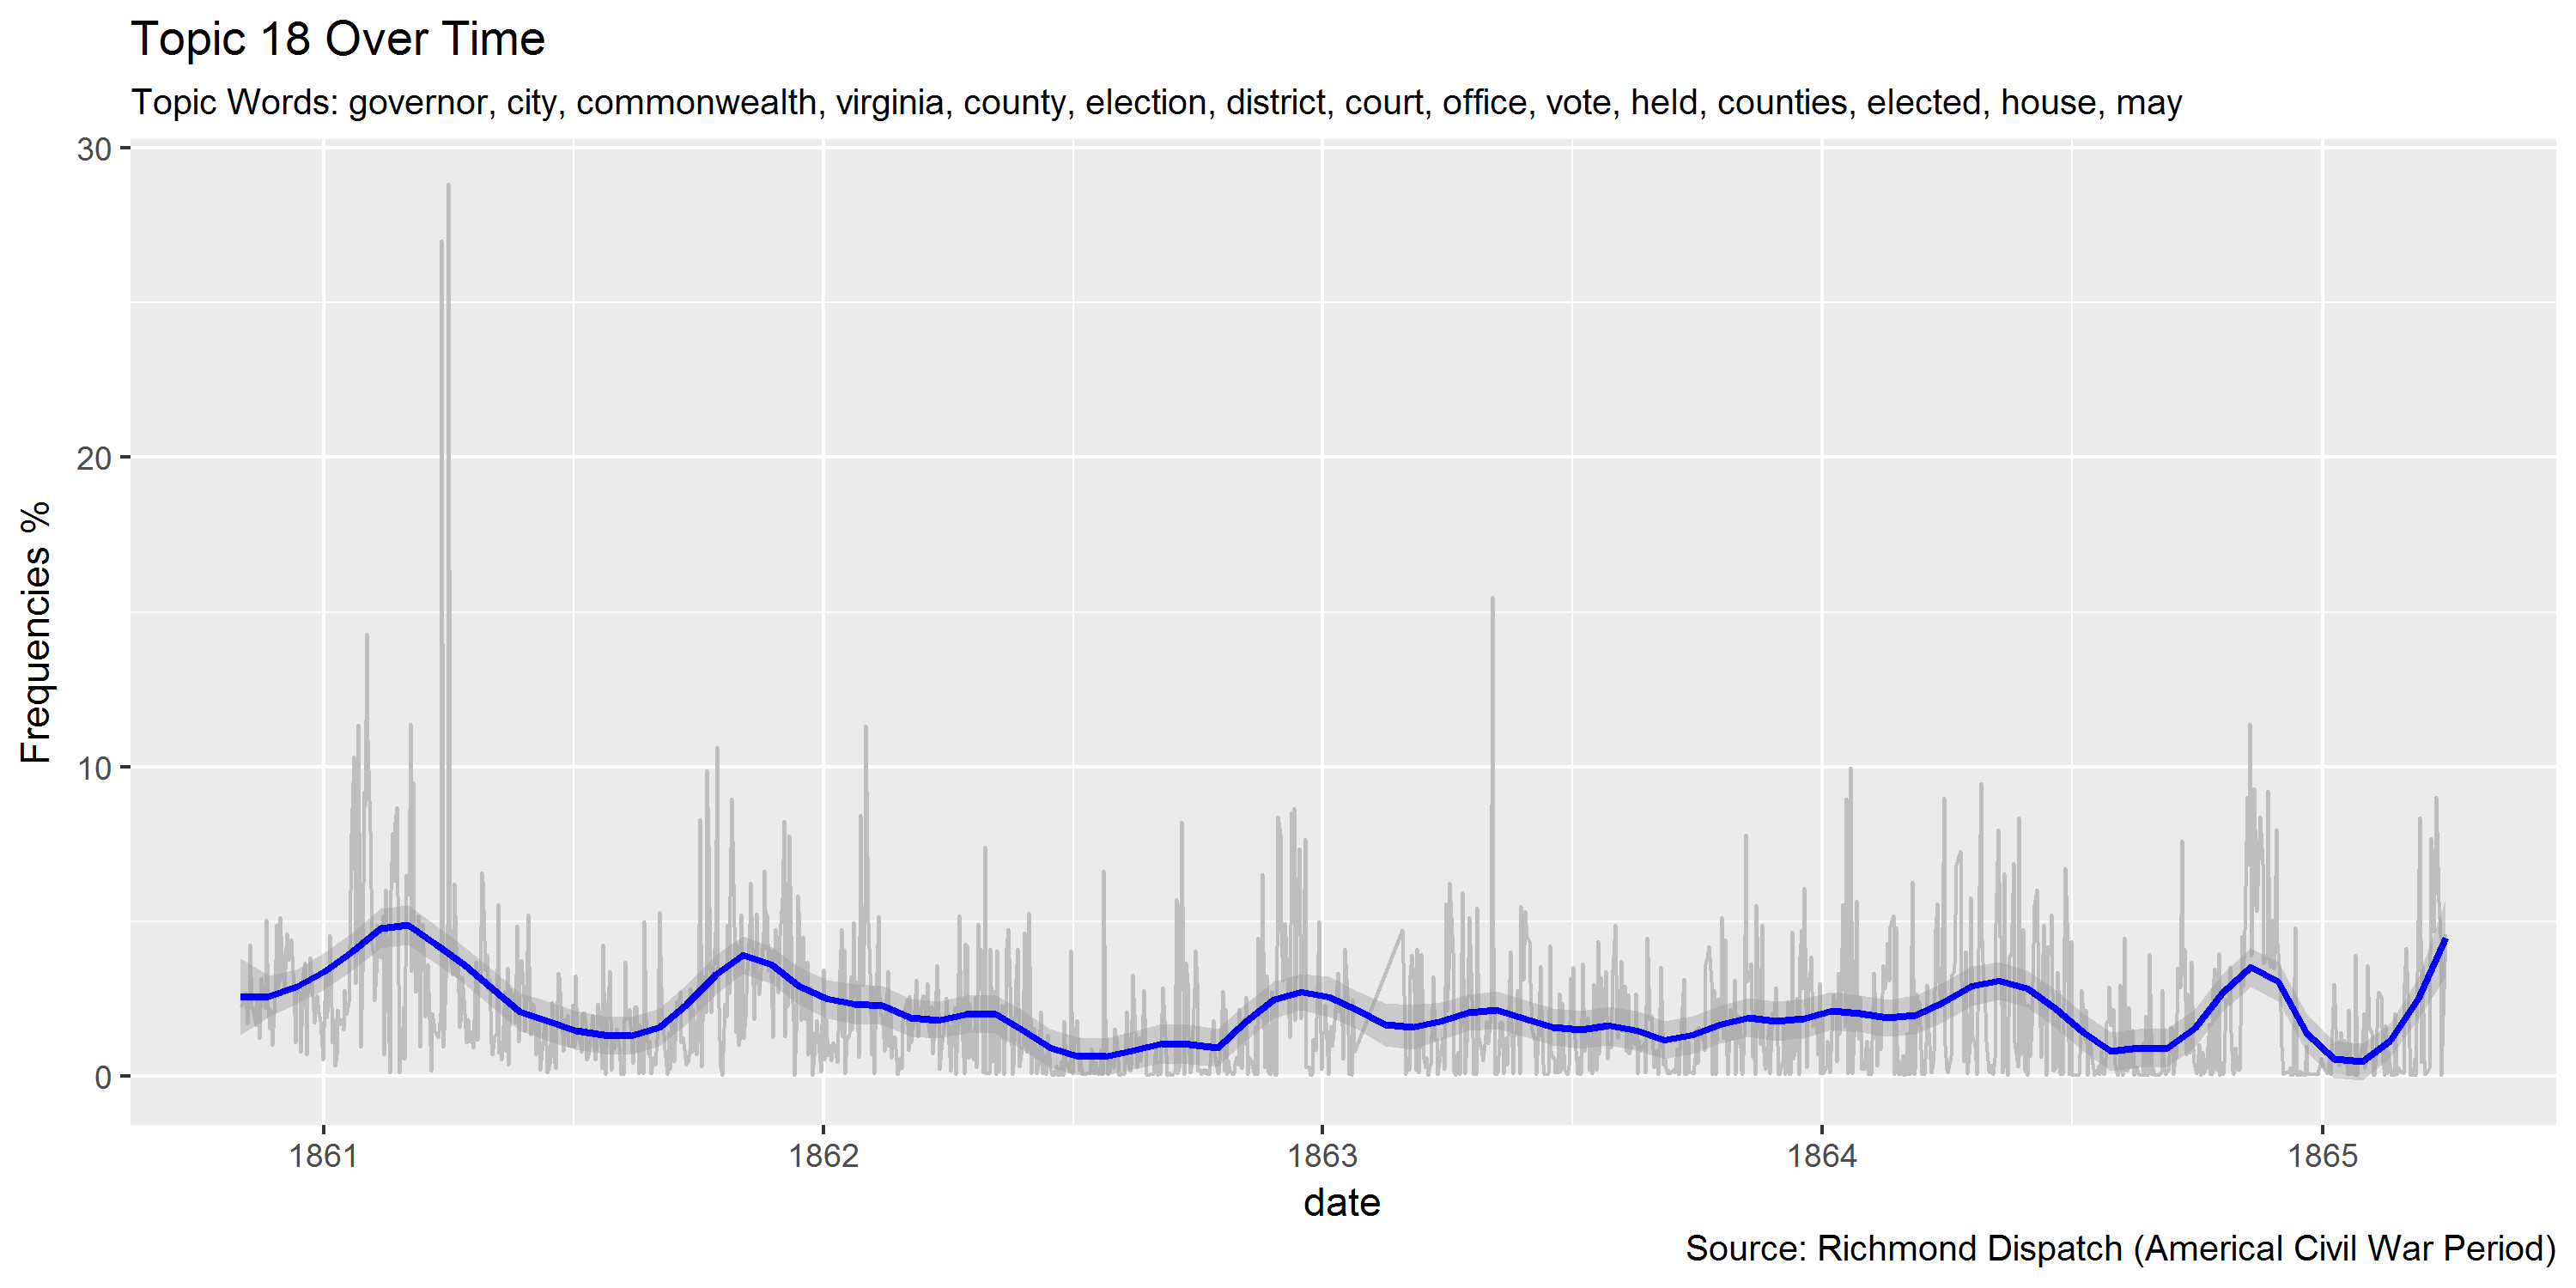 Topic 18 Over Time
Topic Words: governor, city, commonwealth, virginia, county, election, district, court, office, vote, held, counties, elected, house, may
Frequencies %
30
20
10
0
1861
1862
1863
1864
1865
date
Source: Richmond Dispatch (Americal Civil War Period)